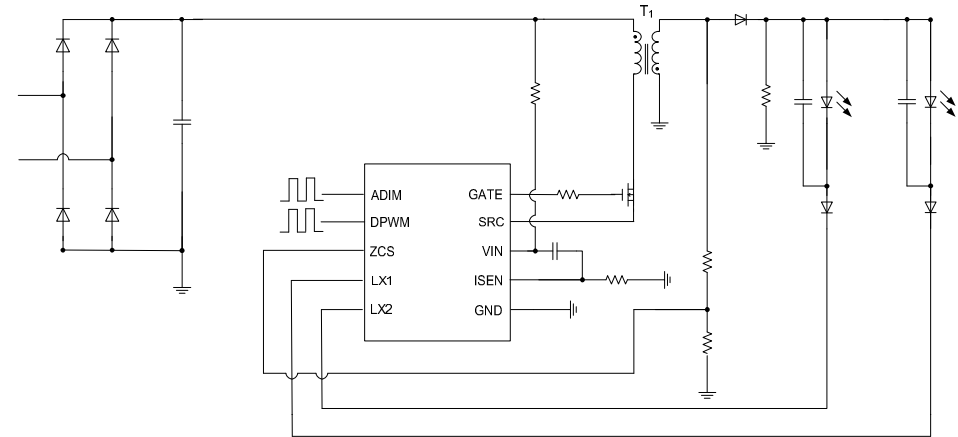 T1
ADIM
DPWM
ZCS
LX1
LX2
GATE
SRC
VIN
ISEN
GND